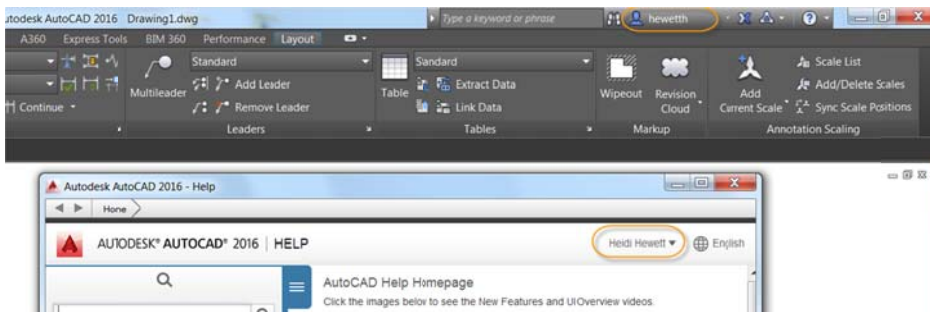 utodesk AutoCAD 2016 Drawing1.dwg Type a keyword or phrase hewetth
A360 Express Tools BIM 360 Performance Layout
Standard Standard Scale List
Multileader Add Leader Table Extract Data Wipeout Revision Cloud Add Current Scale Add/Delete Scales
Continue Remove Leader Link Data Sync Scale Positions
Leaders Tables Markup Annotation Scaling
Autodesk AutoCAD 2016 - Help
Home
AUTODESK® AUTOCAD® 2016 | HELP Heidi Hewett English
AutoCAD Help Homepage
Click the images below to see the New Features and UI Overview videos.